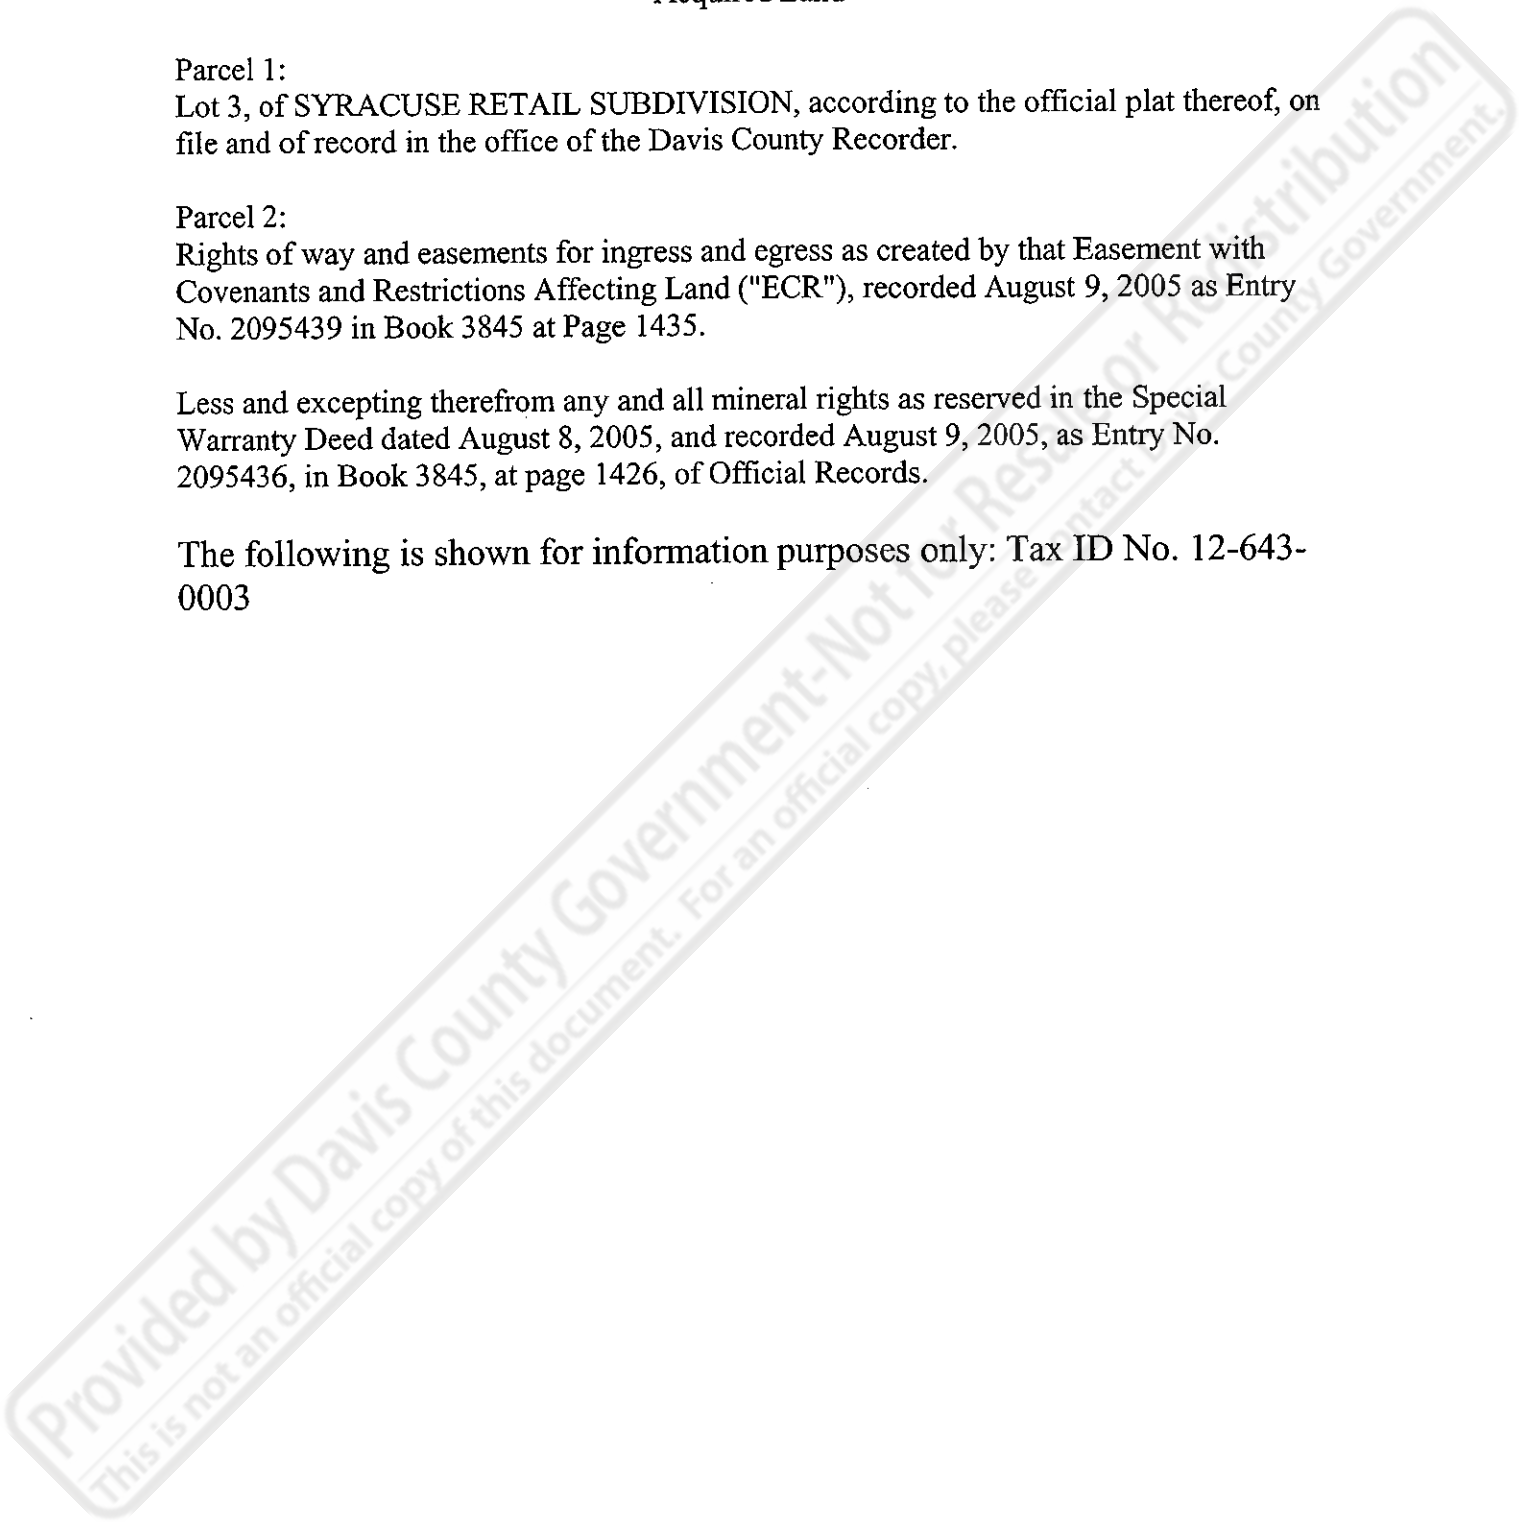 Parcel 1:
Lot 3, of SYRACUSE RETAIL SUBDIVISION, according to the official plat thereof, on
file and of record in the office of the Davis County Recorder.
Parcel 2:
Rights of way and easements for ingress and egress as created by that Easement with
Covenants and Restrictions Affecting Land ("ECR"), recorded August 9, 2005 as Entry
No. 2095439 in Book 3845 at Page 1435.
Less and excepting therefrom any and all mineral rights as reserved in the Special
Warranty Deed dated August 8, 2005, and recorded August 9, 2005, as Entry No.
2095436, in Book 3845, at page 1426, of Official Records.
The following is shown for information purposes only: Tax ID No. 12-643-
0003
Provided by Davis County Government-Not for Resale or Redistribution
This is not an official copy of this document. For an official copy, please contact Davis County Government.